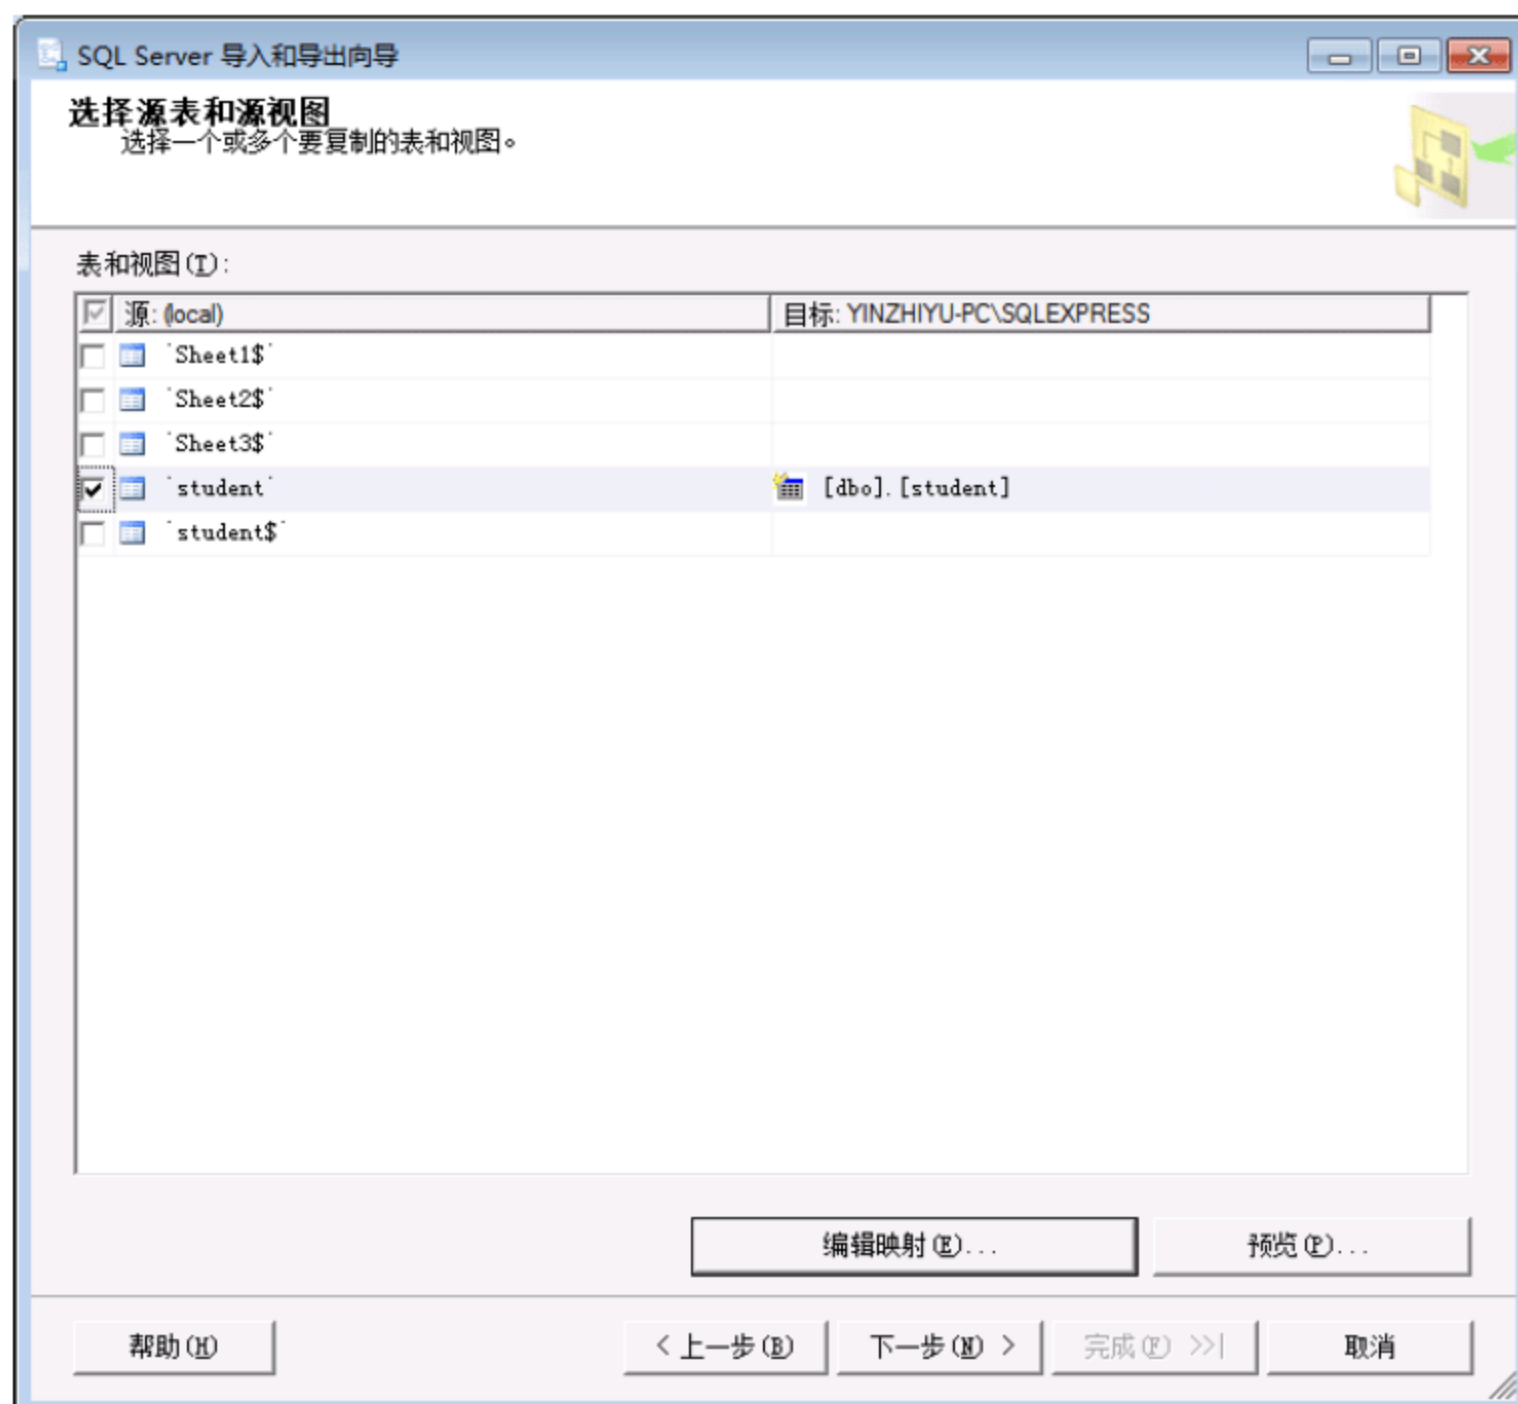 SQL Server 导入和导出向导
选择源表和源视图
选择一个或多个要复制的表和视图。
表和视图(T):
源: (local)
目标: YINZHIYU-PC\SQLEXPRESS
`Sheet1$`
`Sheet2$`
`Sheet3$`
`student`
[dbo].[student]
`student$`
编辑映射(E)...
预览(P)...
帮助(H)
< 上一步(B)
下一步(N) >
完成(F) >>|
取消